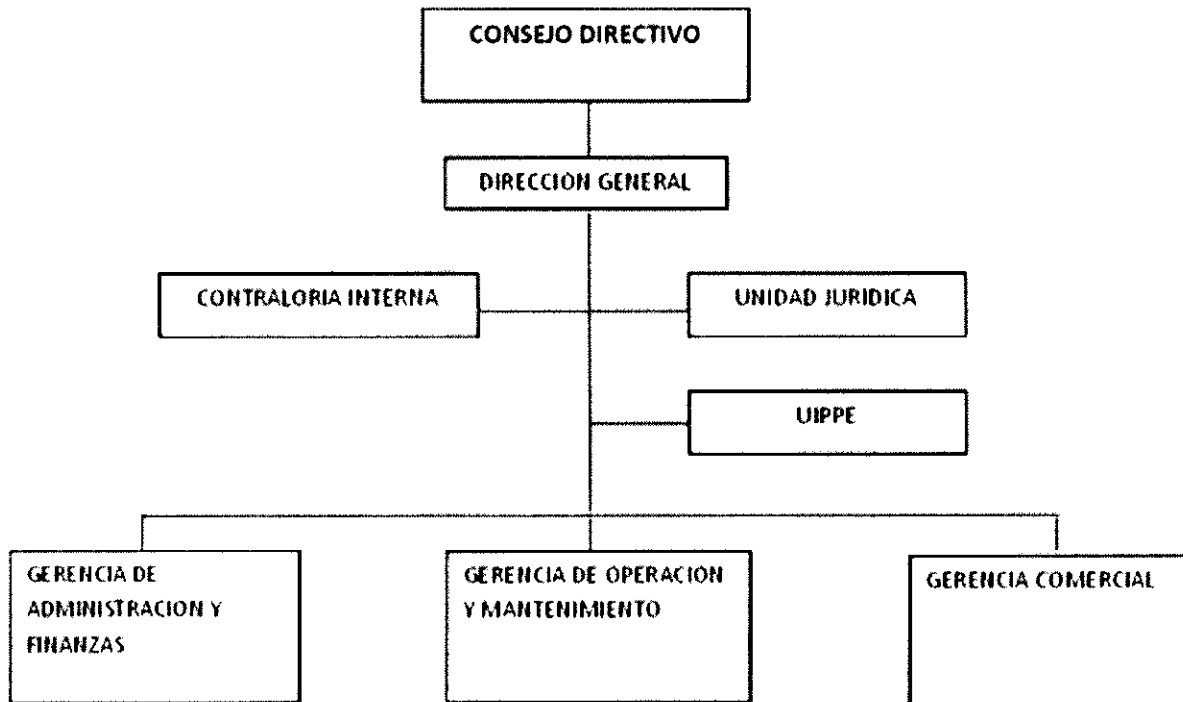 CONSEJO DIRECTIVO
DIRECCION GENERAL
CONTRALORIA INTERNA
UNIDAD JURIDICA
UIPPE
GERENCIA DE
ADMINISTRACION Y
FINANZAS
GERENCIA DE OPERACION
Y MANTENIMIENTO
GERENCIA COMERCIAL